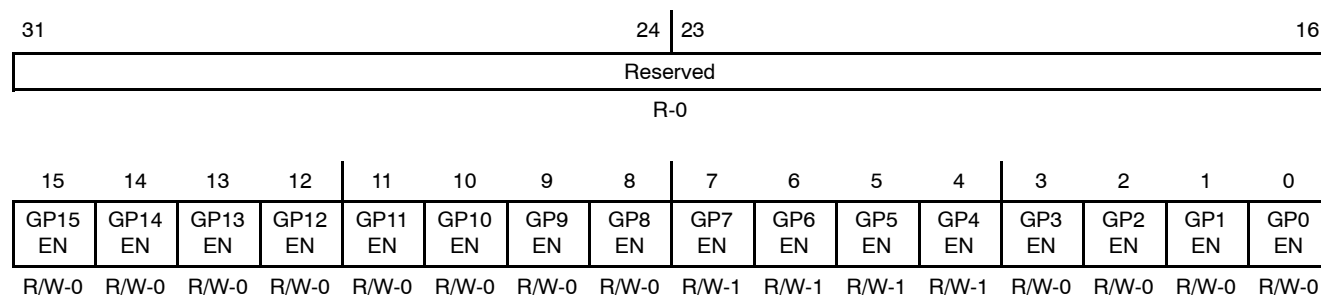 31 24 23 16
Reserved
R-0
15 14 13 12 11 10 9 8 7 6 5 4 3 2 1 0
GP15 GP14 GP13 GP12 GP11 GP10 GP9 GP8 GP7 GP6 GP5 GP4 GP3 GP2 GP1 GP0
EN EN EN EN EN EN EN EN EN EN EN EN EN EN EN EN
R/W-0 R/W-0 R/W-0 R/W-0 R/W-0 R/W-0 R/W-0 R/W-0 R/W-1 R/W-1 R/W-1 R/W-1 R/W-0 R/W-0 R/W-0 R/W-0